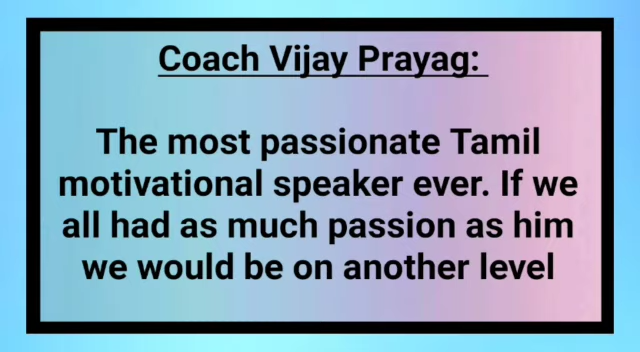 Coach Vijay Prayag:
The most passionate Tamil
motivational speaker ever. If we
all had as much passion as him
we would be on another level